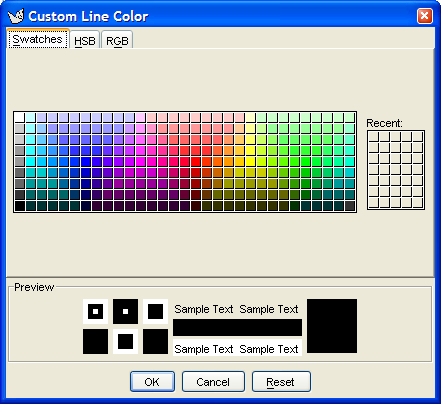 Custom Line Color
Swatches HSB RGB
Recent:
Preview
Sample Text Sample Text
Sample Text Sample Text
OK Cancel Reset